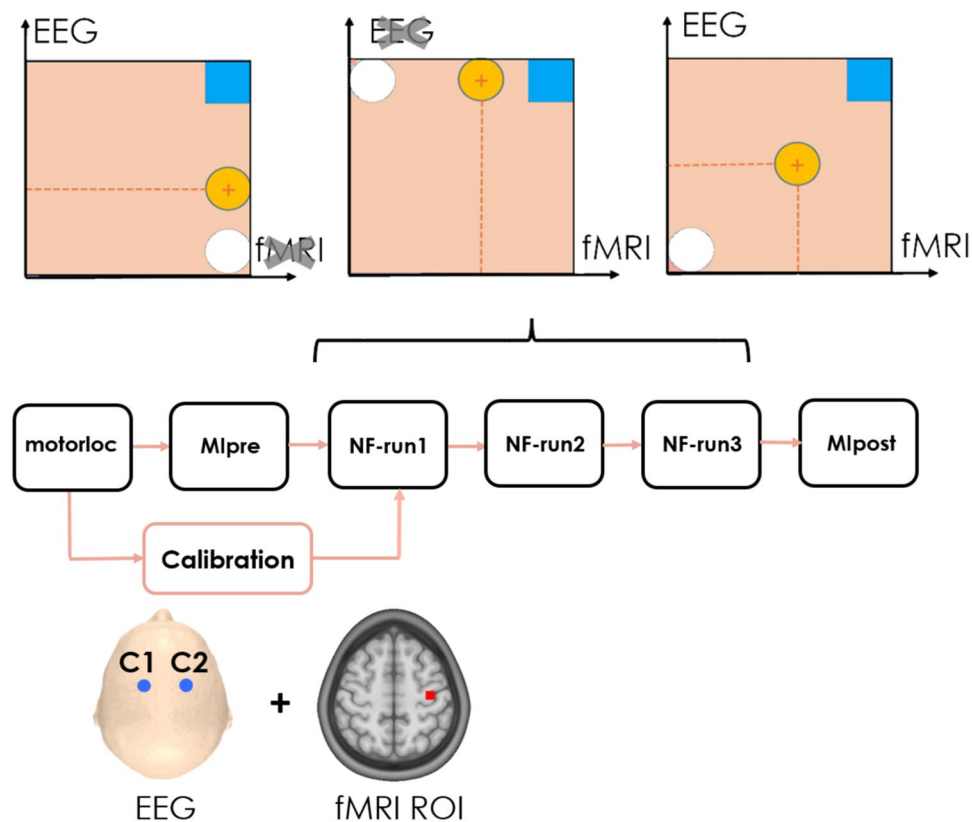 EEG
EEG
EEG
fMRI
fMRI
fMRI
motorloc
MIpre
NF-run1
NF-run2
NF-run3
MIpost
Calibration
C1 C2
+
EEG
fMRI ROI